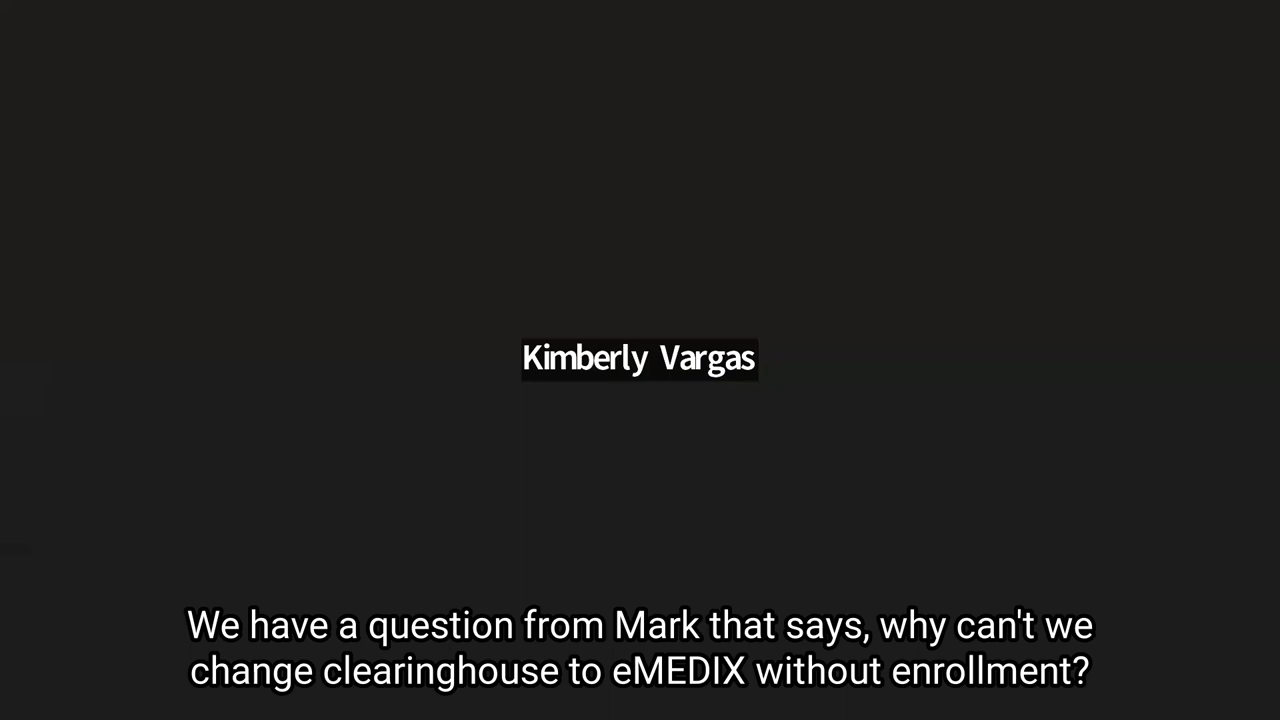 Kimberly Vargas
We have a question from Mark that says, why can't we
change clearinghouse to eMEDIX without enrollment?